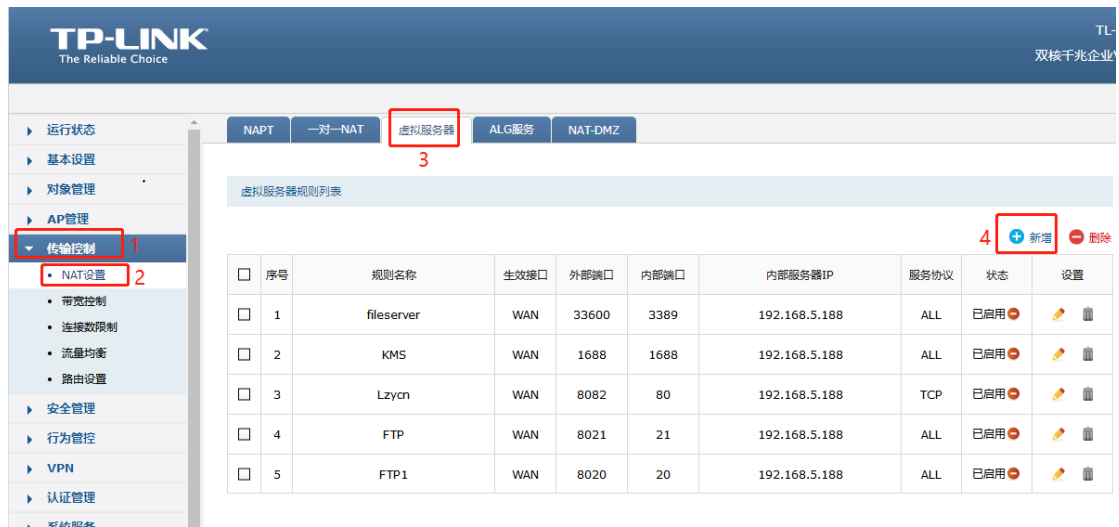 TP-LINK
The Reliable Choice
TL-
双核千兆企业V
运行状态
基本设置
对象管理
AP管理
传输控制 1
NAT设置 2
带宽控制
连接数限制
流量均衡
路由设置
安全管理
行为管控
VPN
认证管理
系统服务
NAPT 一对一NAT 虚拟服务器 ALG服务 NAT-DMZ
3
虚拟服务器规则列表
4 新增 删除
序号 规则名称 生效接口 外部端口 内部端口 内部服务器IP 服务协议 状态 设置
1 fileserver WAN 33600 3389 192.168.5.188 ALL 已启用
2 KMS WAN 1688 1688 192.168.5.188 ALL 已启用
3 Lzycn WAN 8082 80 192.168.5.188 TCP 已启用
4 FTP WAN 8021 21 192.168.5.188 ALL 已启用
5 FTP1 WAN 8020 20 192.168.5.188 ALL 已启用